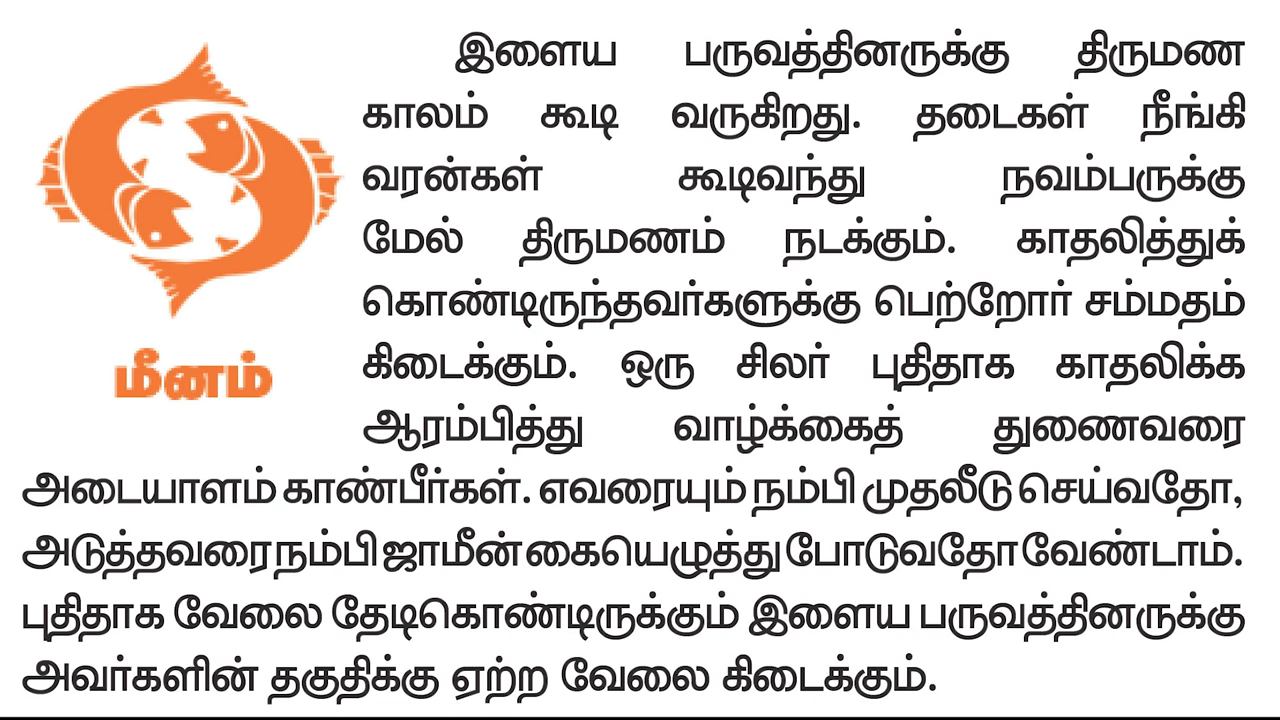 இளைய பருவத்தினருக்கு திருமண
காலம் கூடி வருகிறது. தடைகள் நீங்கி
வரன்கள் கூடிவந்து நவம்பருக்கு
மேல் திருமணம் நடக்கும். காதலித்துக்
கொண்டிருந்தவர்களுக்கு பெற்றோர் சம்மதம்
கிடைக்கும். ஒரு சிலர் புதிதாக காதலிக்க
ஆரம்பித்து வாழ்க்கைத் துணைவரை
அடையாளம் காண்பீர்கள். எவரையும் நம்பி முதலீடு செய்வதோ,
அடுத்தவரை நம்பி ஜாமீன் கையெழுத்து போடுவதோ வேண்டாம்.
புதிதாக வேலை தேடிகொண்டிருக்கும் இளைய பருவத்தினருக்கு
அவர்களின் தகுதிக்கு ஏற்ற வேலை கிடைக்கும்.
மீனம்